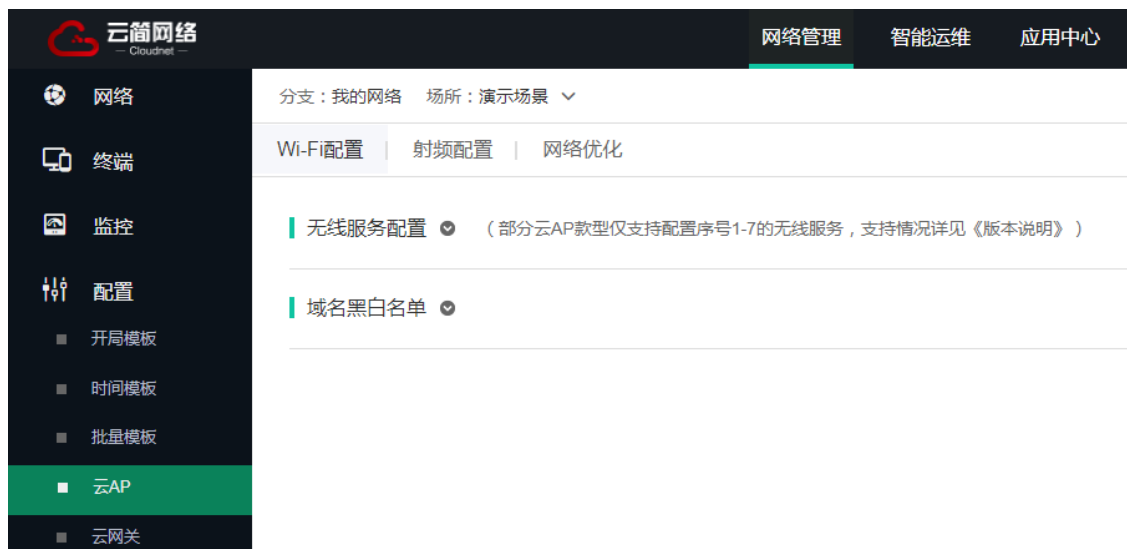 云简网络
— Cloudnet —
网络管理 智能运维 应用中心
网络
分支：我的网络 场所：演示场景
Wi-Fi配置 | 射频配置 | 网络优化
终端
监控
无线服务配置 （部分云AP款型仅支持配置序号1-7的无线服务，支持情况详见《版本说明》）
配置
域名黑白名单
开局模板
时间模板
批量模板
云AP
云网关